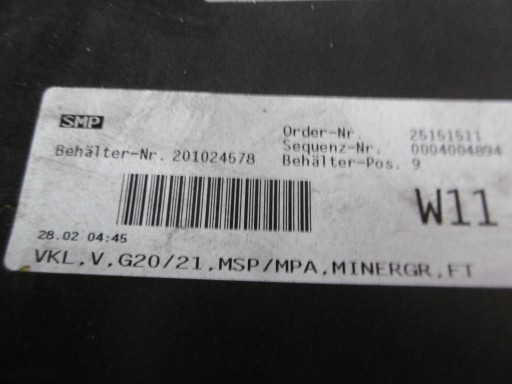 SMP
Order-Nr. 25151511
Sequenz-Nr. 0004004894
Behälter-Nr. 201024578
Behälter-Pos. 9
W11
28.02 04:45
VKL,V,G20/21,MSP/MPA,MINERGR,FT